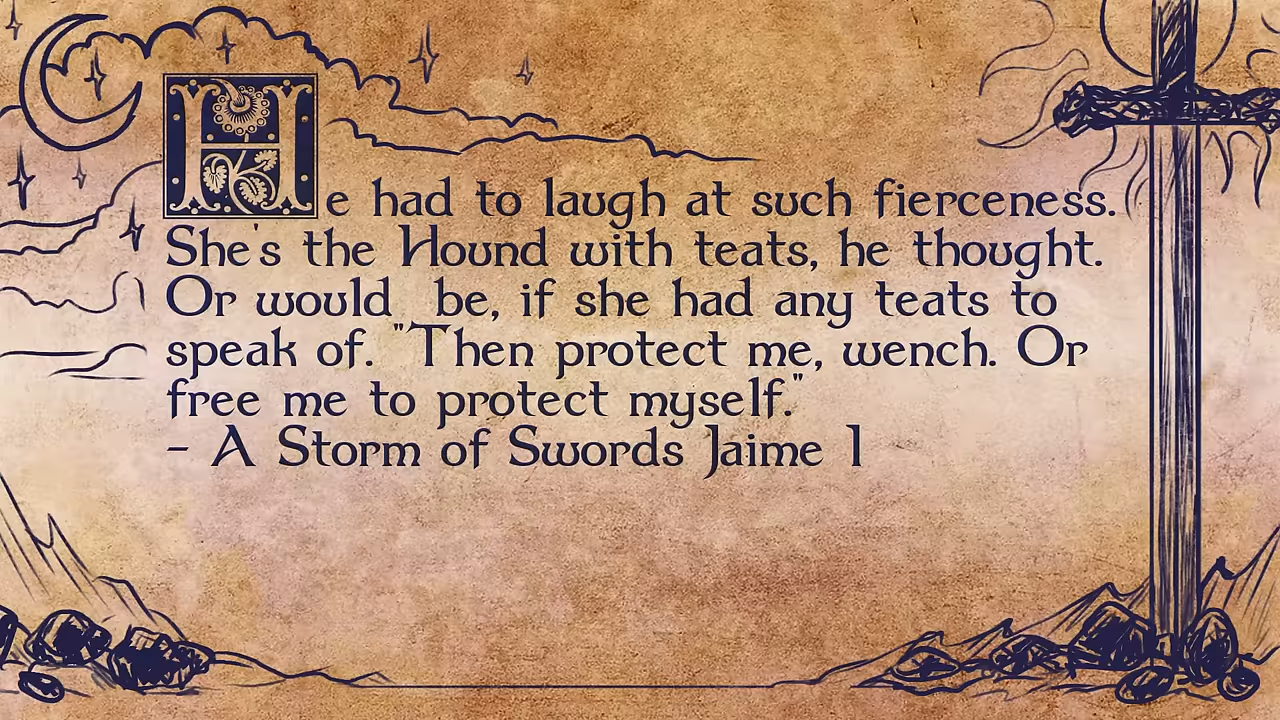 He had to laugh at such fierceness.
She's the Hound with teats, he thought.
Or would be, if she had any teats to
speak of. "Then protect me, wench. Or
free me to protect myself."
- A Storm of Swords Jaime I